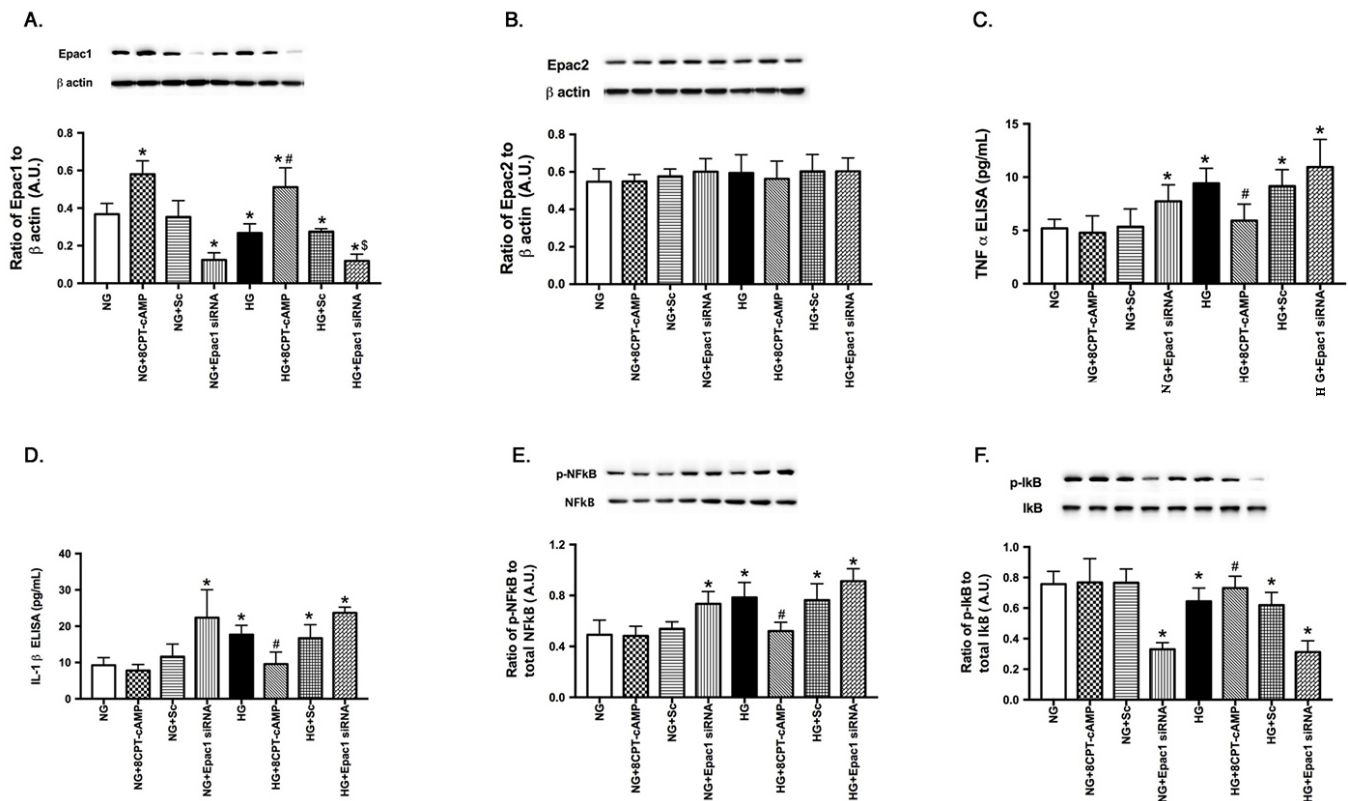 A.
Epac1
β actin
Ratio of Epac1 to
β actin (A.U.)
0.8
0.6
0.4
0.2
0.0
*
*
* #
*
*
* $
NG
NG+8CPT-cAMP
NG+Sc
NG+Epac1 siRNA
HG
HG+8CPT-cAMP
HG+Sc
HG+Epac1 siRNA
B.
Epac2
β actin
Ratio of Epac2 to
β actin (A.U.)
0.8
0.6
0.4
0.2
0.0
NG
NG+8CPT-cAMP
NG+Sc
NG+Epac1 siRNA
HG
HG+8CPT-cAMP
HG+Sc
HG+Epac1 siRNA
C.
TNF α ELISA (pg/mL)
15
10
5
0
*
*
#
*
*
NG
NG+8CPT-cAMP
NG+Sc
N G+Epac1 siRNA
HG
HG+8CPT-cAMP
HG+Sc
H G+Epac1 siRNA
D.
IL-1 β ELISA (pg/mL)
40
30
20
10
0
*
*
#
*
*
NG
NG+8CPT-cAMP
NG+Sc
NG+Epac1 siRNA
HG
HG+8CPT-cAMP
HG+Sc
HG+Epac1 siRNA
E.
p-NFkB
NFkB
Ratio of p-NFkB to
total NFkB ( A.U.)
1.2
0.8
0.4
0.0
*
*
#
*
*
NG
NG+8CPT-cAMP
NG+Sc
NG+Epac1 siRNA
HG
HG+8CPT-cAMP
HG+Sc
HG+Epac1 siRNA
F.
p-IkB
IkB
Ratio of p-IkB to
total IkB ( A.U.)
1.0
0.8
0.6
0.4
0.2
0.0
*
*
#
*
*
NG
NG+8CPT-cAMP
NG+Sc
NG+Epac1 siRNA
HG
HG+8CPT-cAMP
HG+Sc
HG+Epac1 siRNA